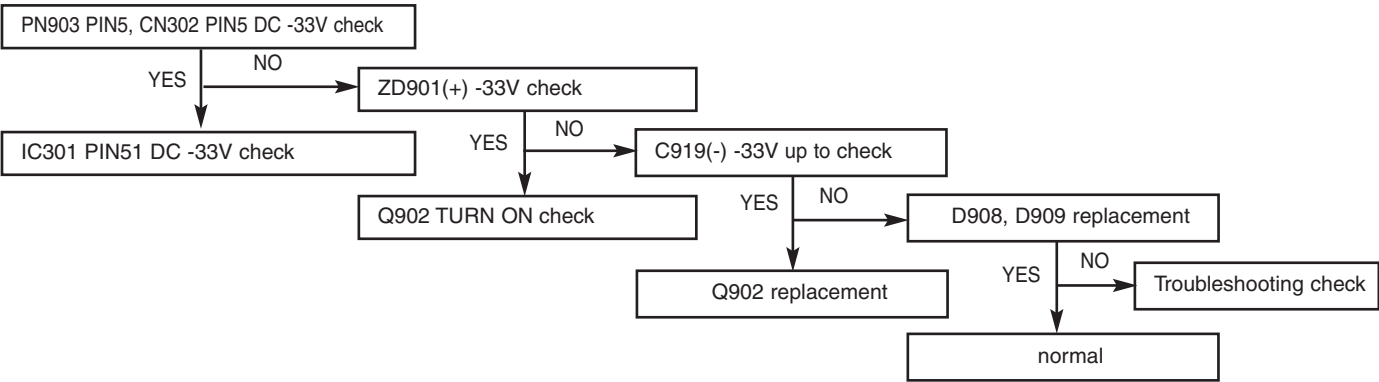 PN903 PIN5, CN302 PIN5 DC -33V check
YES
NO
ZD901(+) -33V check
IC301 PIN51 DC -33V check
YES
NO
C919(-) -33V up to check
Q902 TURN ON check
YES
NO
D908, D909 replacement
Q902 replacement
YES
NO
Troubleshooting check
normal